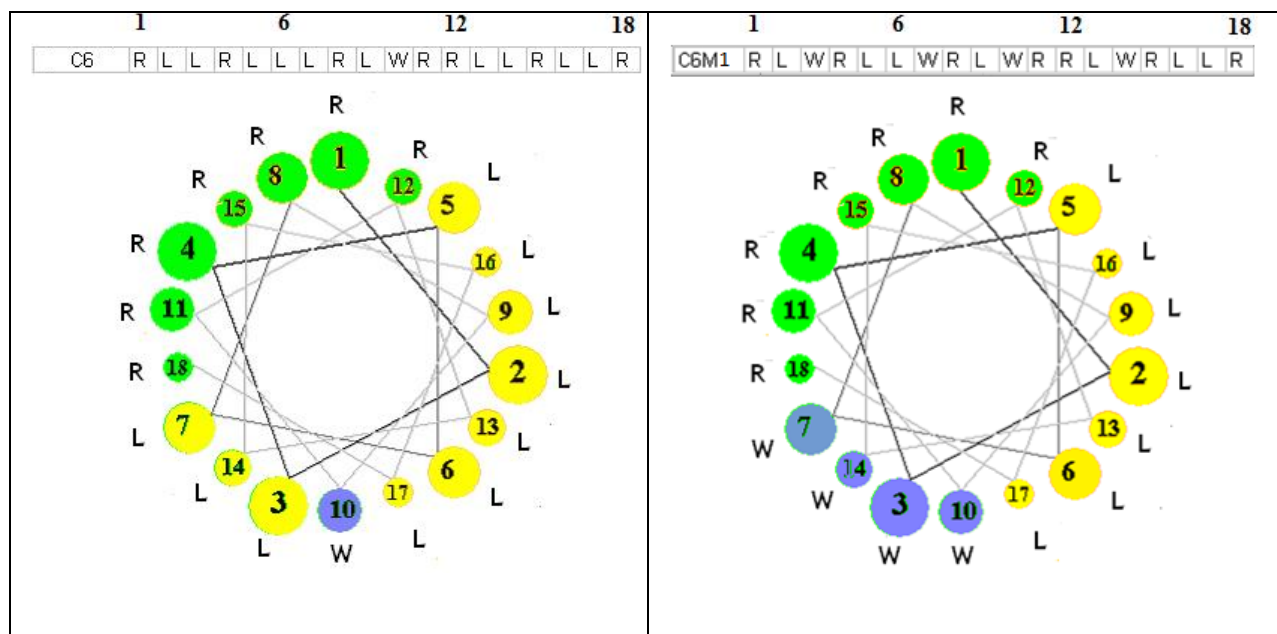 1 6 12 18
C6 R L L R L L L R L W R R L L R L L R
R
R R
8 1 12 L
R 15 5
R 4 16 L
R 11 9 L
R 18 2 L
L 7 13 L
L 14 6 L
3 10 17
L W L
1 6 12 18
C6M1 R L W R L L W R L W R R L W R L L R
R
R R
8 1 12 L
R 15 5
R 4 16 L
R 11 9 L
R 18 2 L
W 7 13 L
W 14 6 L
3 10 17
W W L